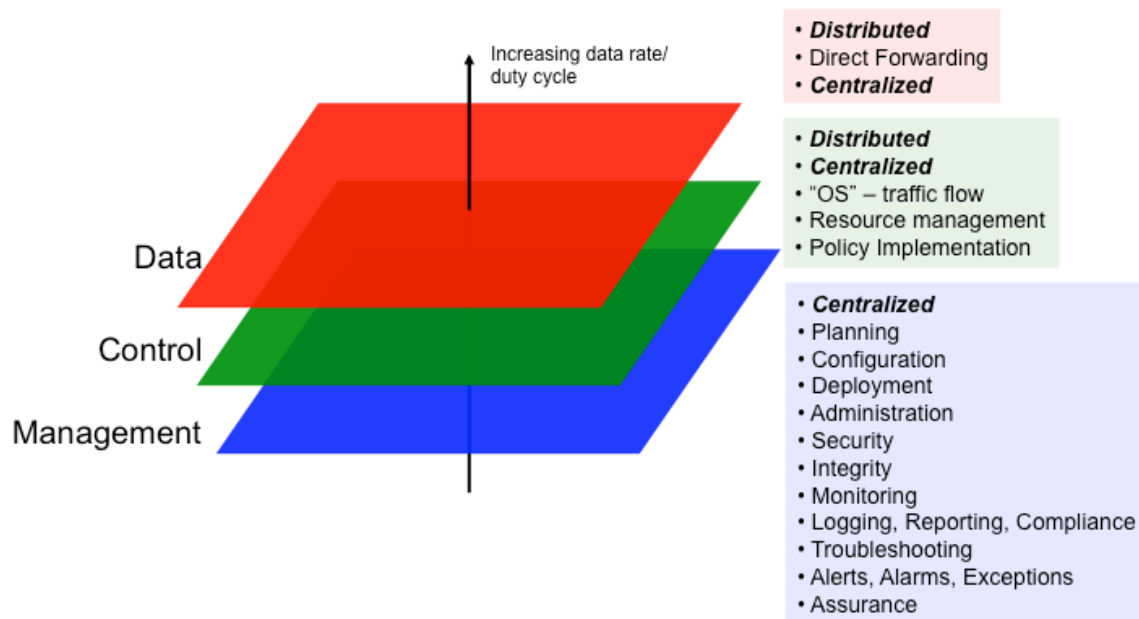 Increasing data rate/
duty cycle
Data
Control
Management
• Distributed
• Direct Forwarding
• Centralized
• Distributed
• Centralized
• “OS” – traffic flow
• Resource management
• Policy Implementation
• Centralized
• Planning
• Configuration
• Deployment
• Administration
• Security
• Integrity
• Monitoring
• Logging, Reporting, Compliance
• Troubleshooting
• Alerts, Alarms, Exceptions
• Assurance